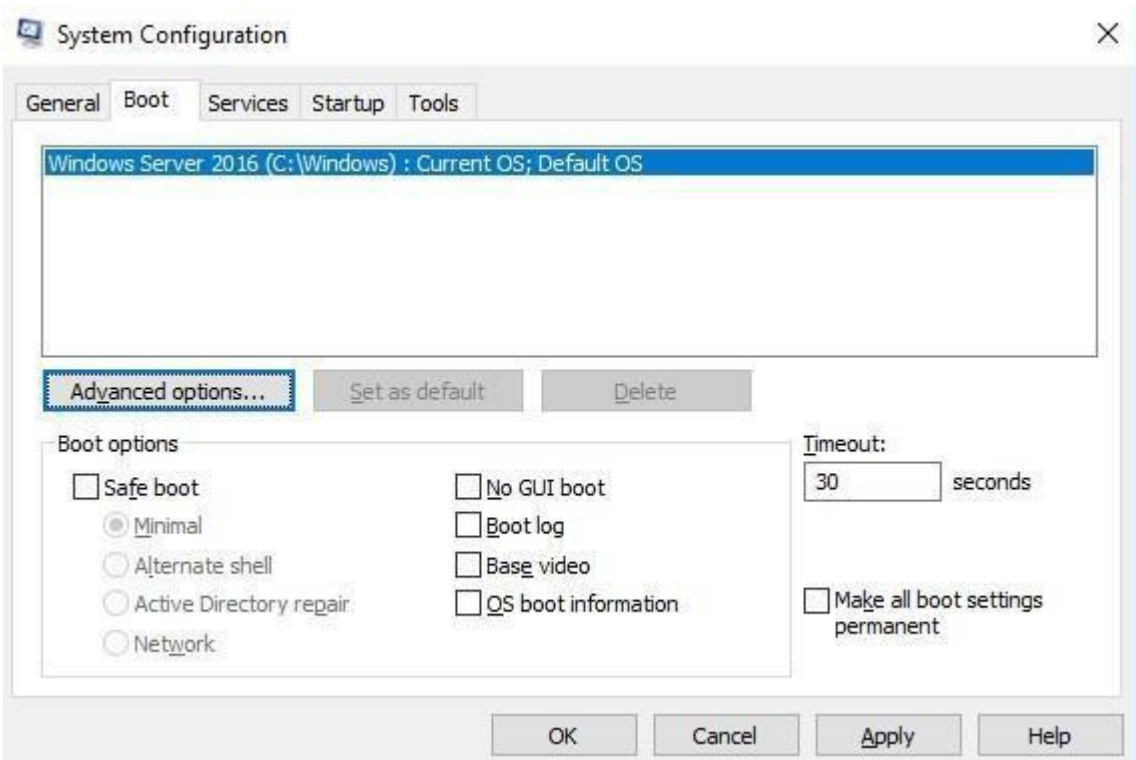 System Configuration
General Boot Services Startup Tools
Windows Server 2016 (C:\Windows) : Current OS; Default OS
Advanced options... Set as default Delete
Boot options
Timeout:
Safe boot No GUI boot 30 seconds
Minimal Boot log
Alternate shell Base video
Active Directory repair OS boot information Make all boot settings
permanent
Network
OK Cancel Apply Help